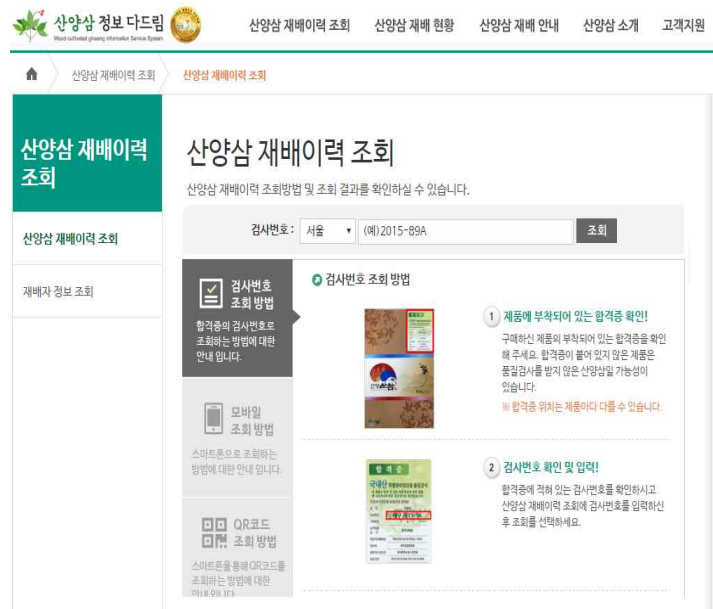 산양삼 정보 다드림
산양삼 재배이력 조회
산양삼 재배 현황
산양삼 재배 안내
산양삼 소개
고객지원
산양삼 재배이력 조회
산양삼 재배이력 조회
산양삼 재배이력
조회
산양삼 재배이력 조회
재배자 정보 조회
산양삼 재배이력 조회
산양삼 재배이력 조회방법 및 조회 결과를 확인하실 수 있습니다.
검사번호 : 서울 (예)2015-89A 조회
검사번호
조회 방법
합격증의 검사번호로
조회하는 방법에 대한
안내 입니다.
모바일
조회 방법
스마트폰으로 조회하는
방법에 대한 안내 입니다.
QR코드
조회 방법
스마트폰을 통해 QR코드를
조회하는 방법에 대한
안내 입니다.
검사번호 조회 방법
1 제품에 부착되어 있는 합격증 확인!
구매하신 제품의 부착되어 있는 합격증을 확인
해 주세요. 합격증이 붙어 있지 않은 제품은
품질검사를 받지 않은 산양삼일 가능성이
있습니다.
※ 합격증 위치는 제품마다 다를 수 있습니다.
합격증
국내산
2 검사번호 확인 및 입력!
합격증에 적혀 있는 검사번호를 확인하시고
산양삼 재배이력 조회에 검사번호를 입력하신
후 조회를 선택하세요.